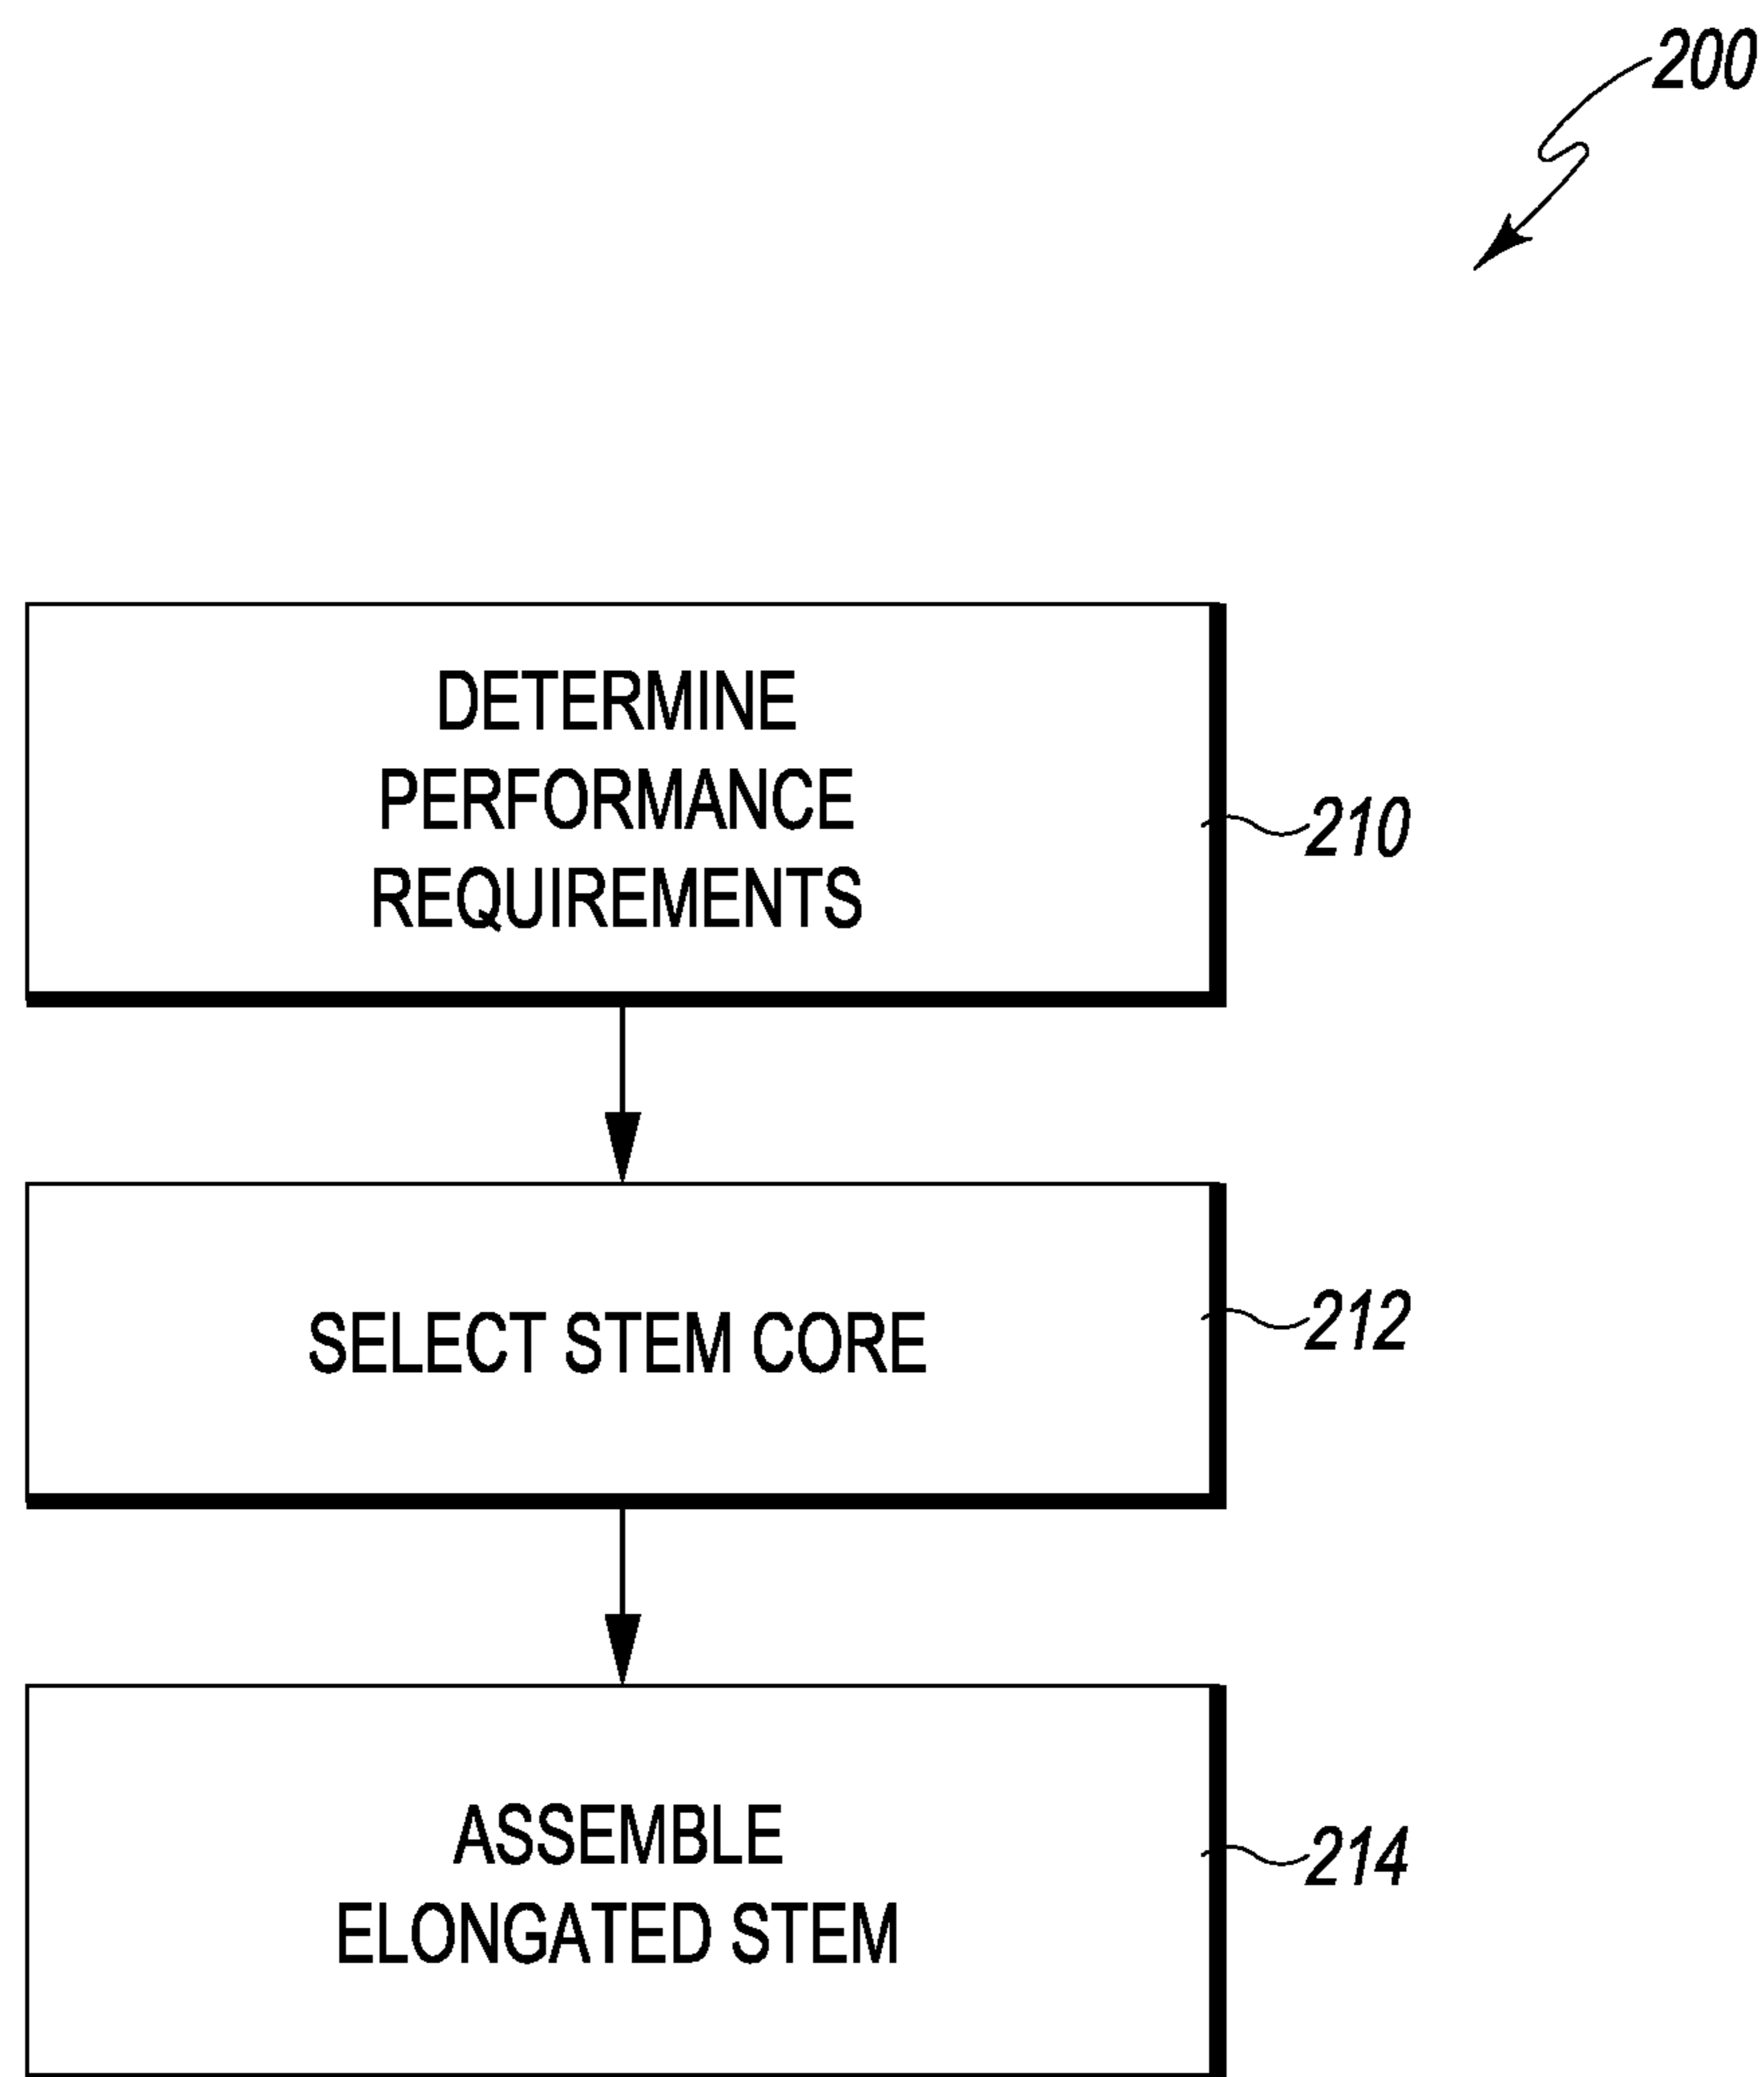 200
DETERMINE
PERFORMANCE
REQUIREMENTS
210
SELECT STEM CORE
212
ASSEMBLE
ELONGATED STEM
214